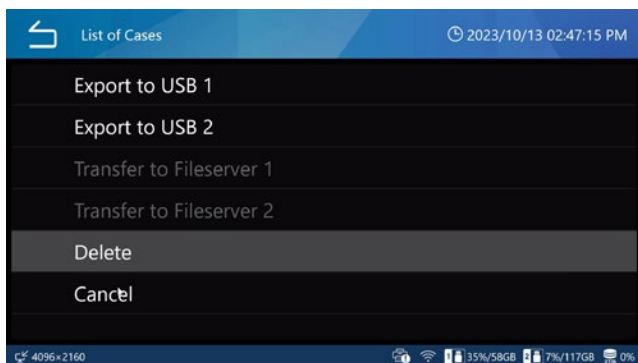 List of Cases
2023/10/13 02:47:15 PM
Export to USB 1
Export to USB 2
Transfer to Fileserver 1
Transfer to Fileserver 2
Delete
Cancel
4096×2160 1 35%/58GB 2 7%/117GB 0%